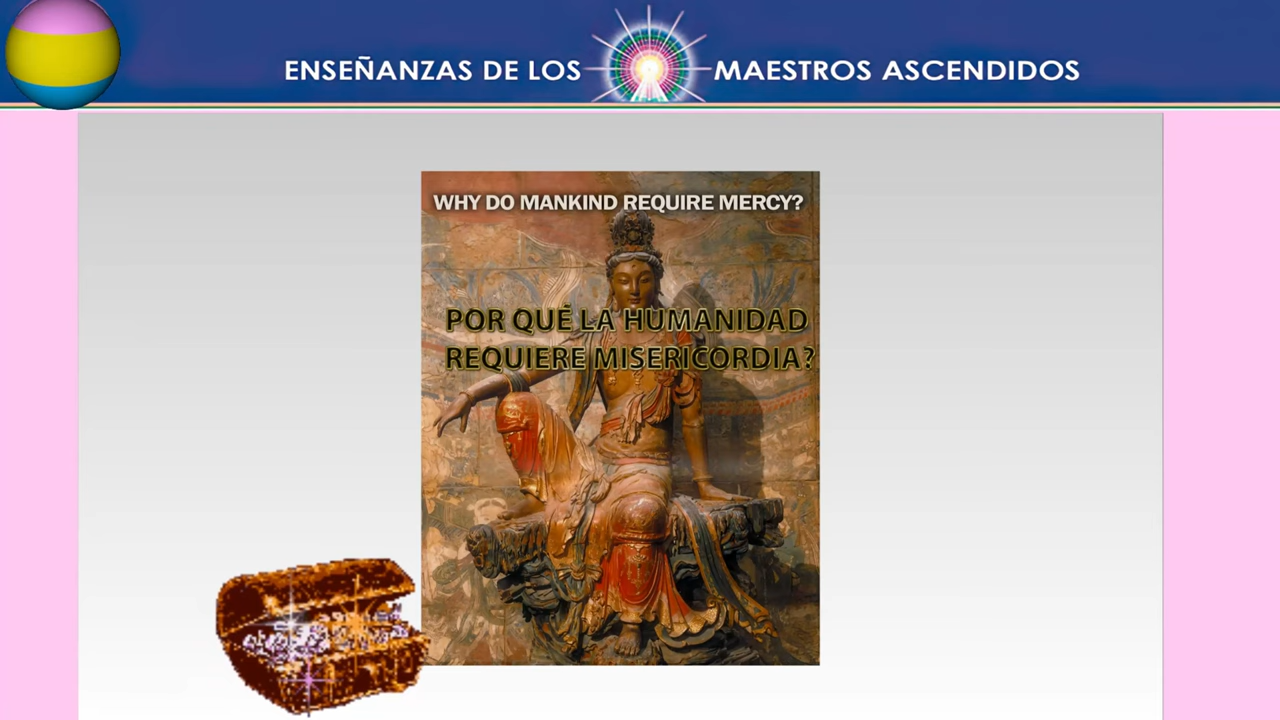 ENSEÑANZAS DE LOS MAESTROS ASCENDIDOS
WHY DO MANKIND REQUIRE MERCY?
POR QUÉ LA HUMANIDAD
REQUIERE MISERICORDIA?